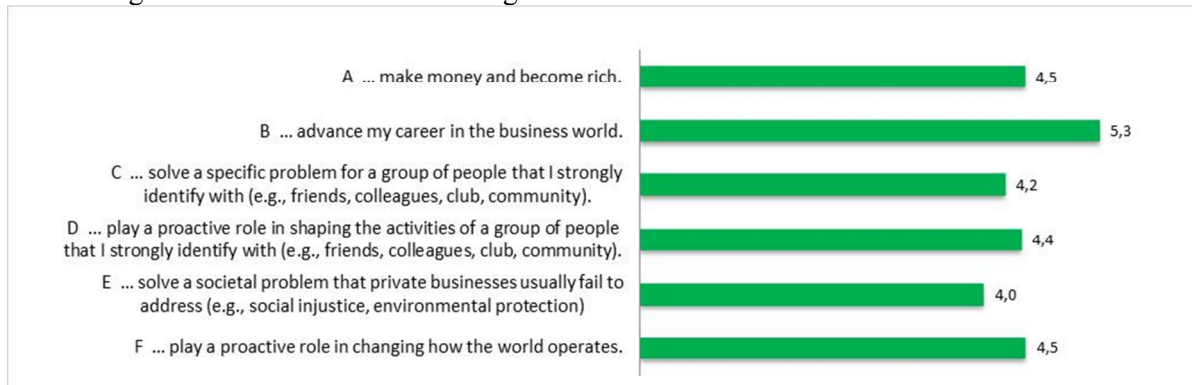 A ... make money and become rich.
4,5
B ... advance my career in the business world.
5,3
C ... solve a specific problem for a group of people that I strongly
identify with (e.g., friends, colleagues, club, community).
4,2
D ... play a proactive role in shaping the activities of a group of people
that I strongly identify with (e.g., friends, colleagues, club, community).
4,4
E ... solve a societal problem that private businesses usually fail to
address (e.g., social injustice, environmental protection)
4,0
F ... play a proactive role in changing how the world operates.
4,5